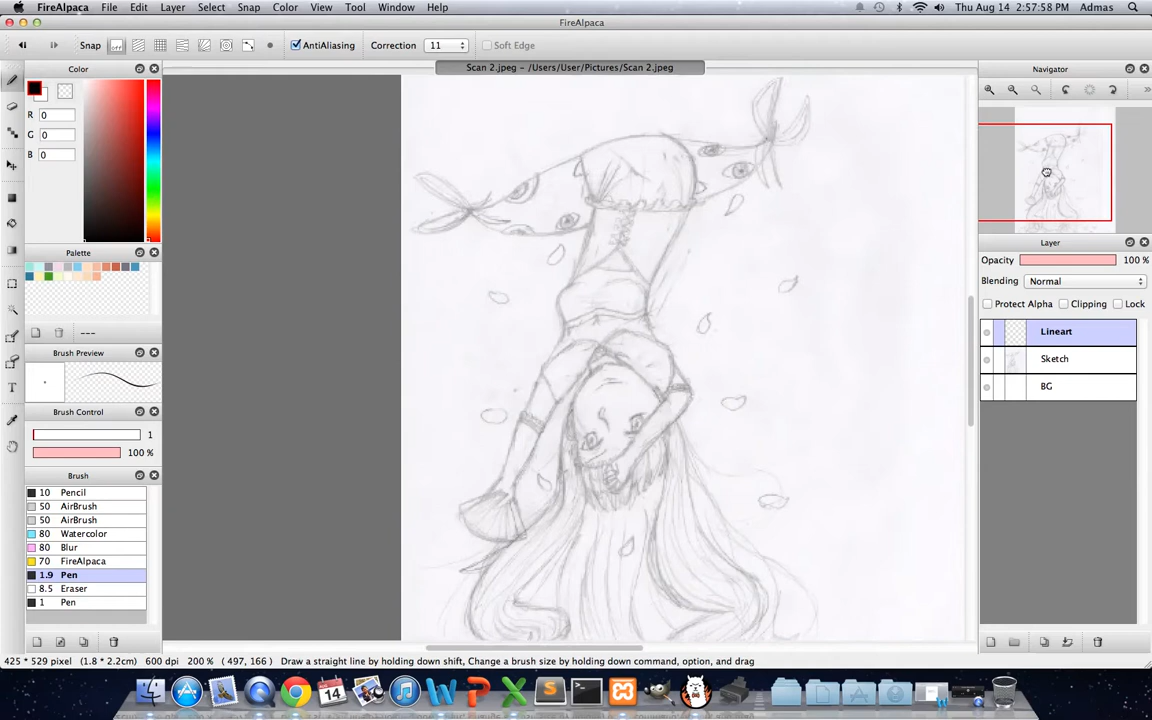 FireAlpaca File Edit Layer Select Snap Color View Tool Window Help Thu Aug 14 2:57:58 PM Admas
FireAlpaca
Snap off AntiAliasing Correction 11 Soft Edge
Color
Scan 2.jpeg – /Users/User/Pictures/Scan 2.jpeg
Navigator
R 0
G 0
B 0
Palette
---
Layer
Opacity 100 %
Blending Normal
Protect Alpha Clipping Lock
Lineart
Sketch
BG
Brush Preview
Brush Control
1
100 %
Brush
10 Pencil
50 AirBrush
50 AirBrush
80 Watercolor
80 Blur
70 FireAlpaca
1.9 Pen
8.5 Eraser
1 Pen
425 * 529 pixel (1.8 * 2.2cm) 600 dpi 200 % ( 497, 166 ) Draw a straight line by holding down shift, Change a brush size by holding down command, option, and drag
14